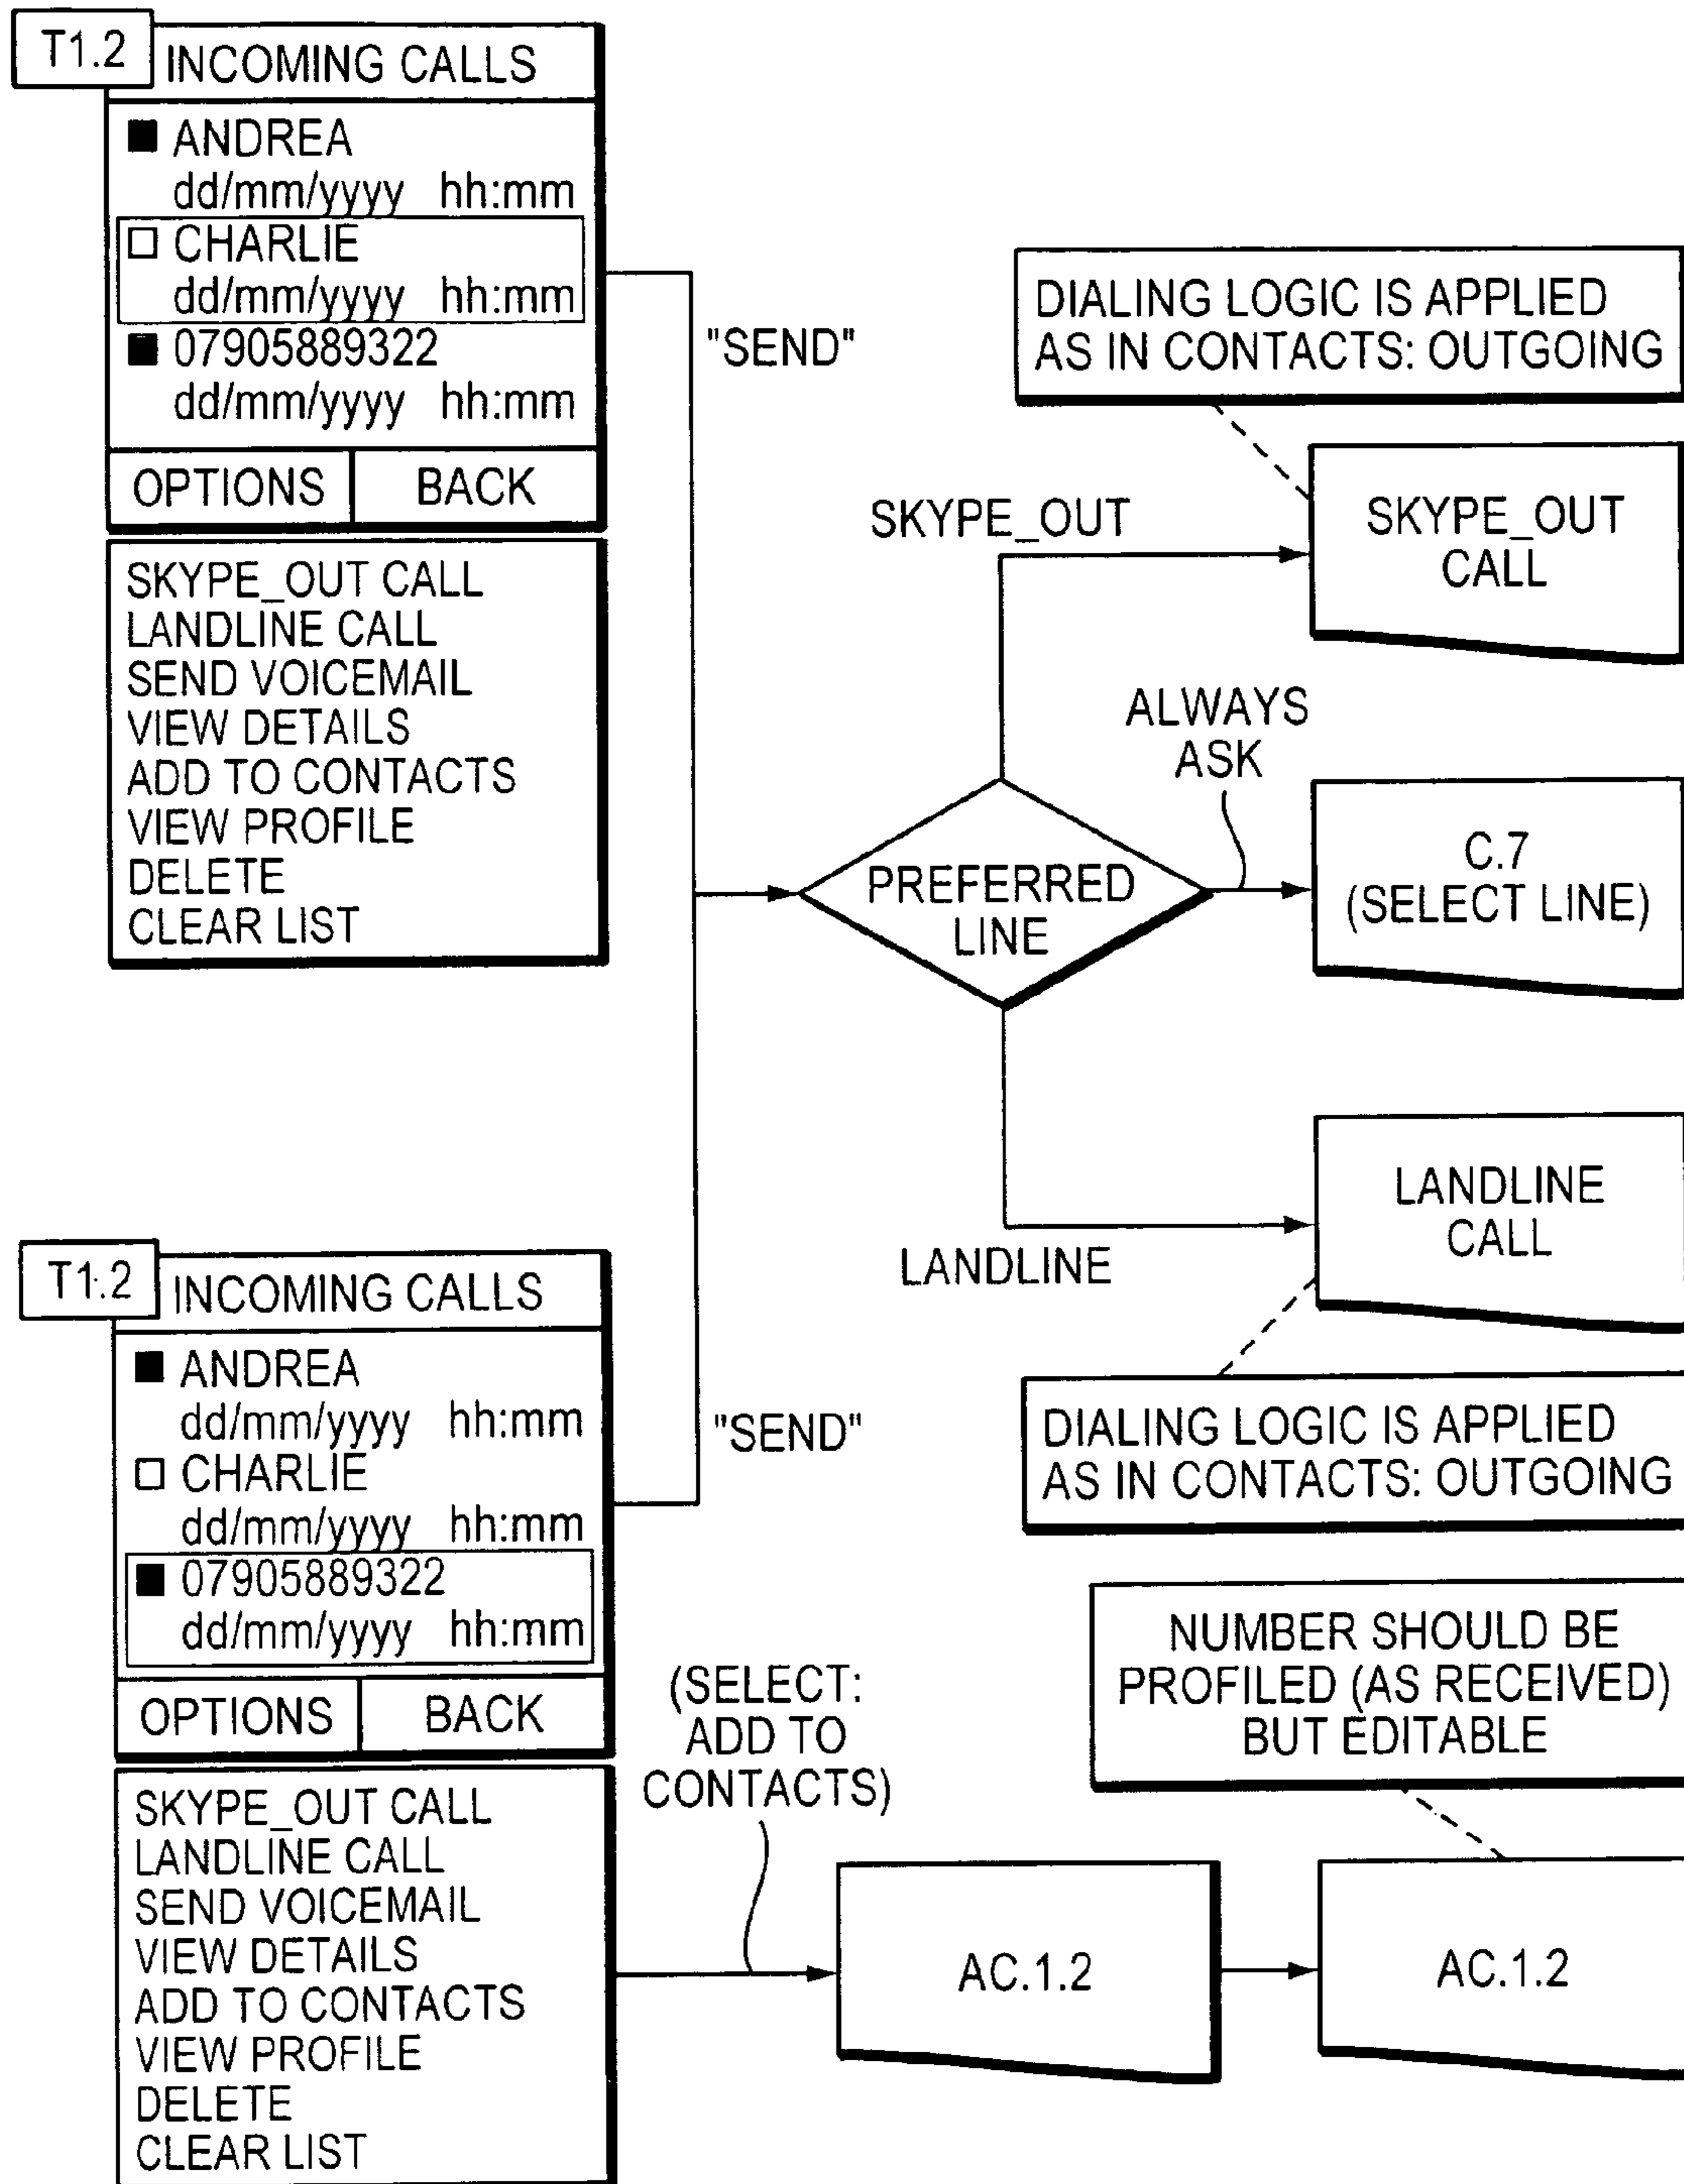 T1.2
INCOMING CALLS
■ ANDREA
dd/mm/yyyy hh:mm
□ CHARLIE
dd/mm/yyyy hh:mm
■ 07905889322
dd/mm/yyyy hh:mm
OPTIONS
BACK
SKYPE_OUT CALL
LANDLINE CALL
SEND VOICEMAIL
VIEW DETAILS
ADD TO CONTACTS
VIEW PROFILE
DELETE
CLEAR LIST
"SEND"
DIALING LOGIC IS APPLIED
AS IN CONTACTS: OUTGOING
SKYPE_OUT
SKYPE_OUT
CALL
ALWAYS
ASK
PREFERRED
LINE
C.7
(SELECT LINE)
LANDLINE
CALL
LANDLINE
DIALING LOGIC IS APPLIED
AS IN CONTACTS: OUTGOING
T1.2
INCOMING CALLS
■ ANDREA
dd/mm/yyyy hh:mm
□ CHARLIE
dd/mm/yyyy hh:mm
■ 07905889322
dd/mm/yyyy hh:mm
OPTIONS
BACK
"SEND"
SKYPE_OUT CALL
LANDLINE CALL
SEND VOICEMAIL
VIEW DETAILS
ADD TO CONTACTS
VIEW PROFILE
DELETE
CLEAR LIST
(SELECT:
ADD TO
CONTACTS)
NUMBER SHOULD BE
PROFILED (AS RECEIVED)
BUT EDITABLE
AC.1.2
AC.1.2